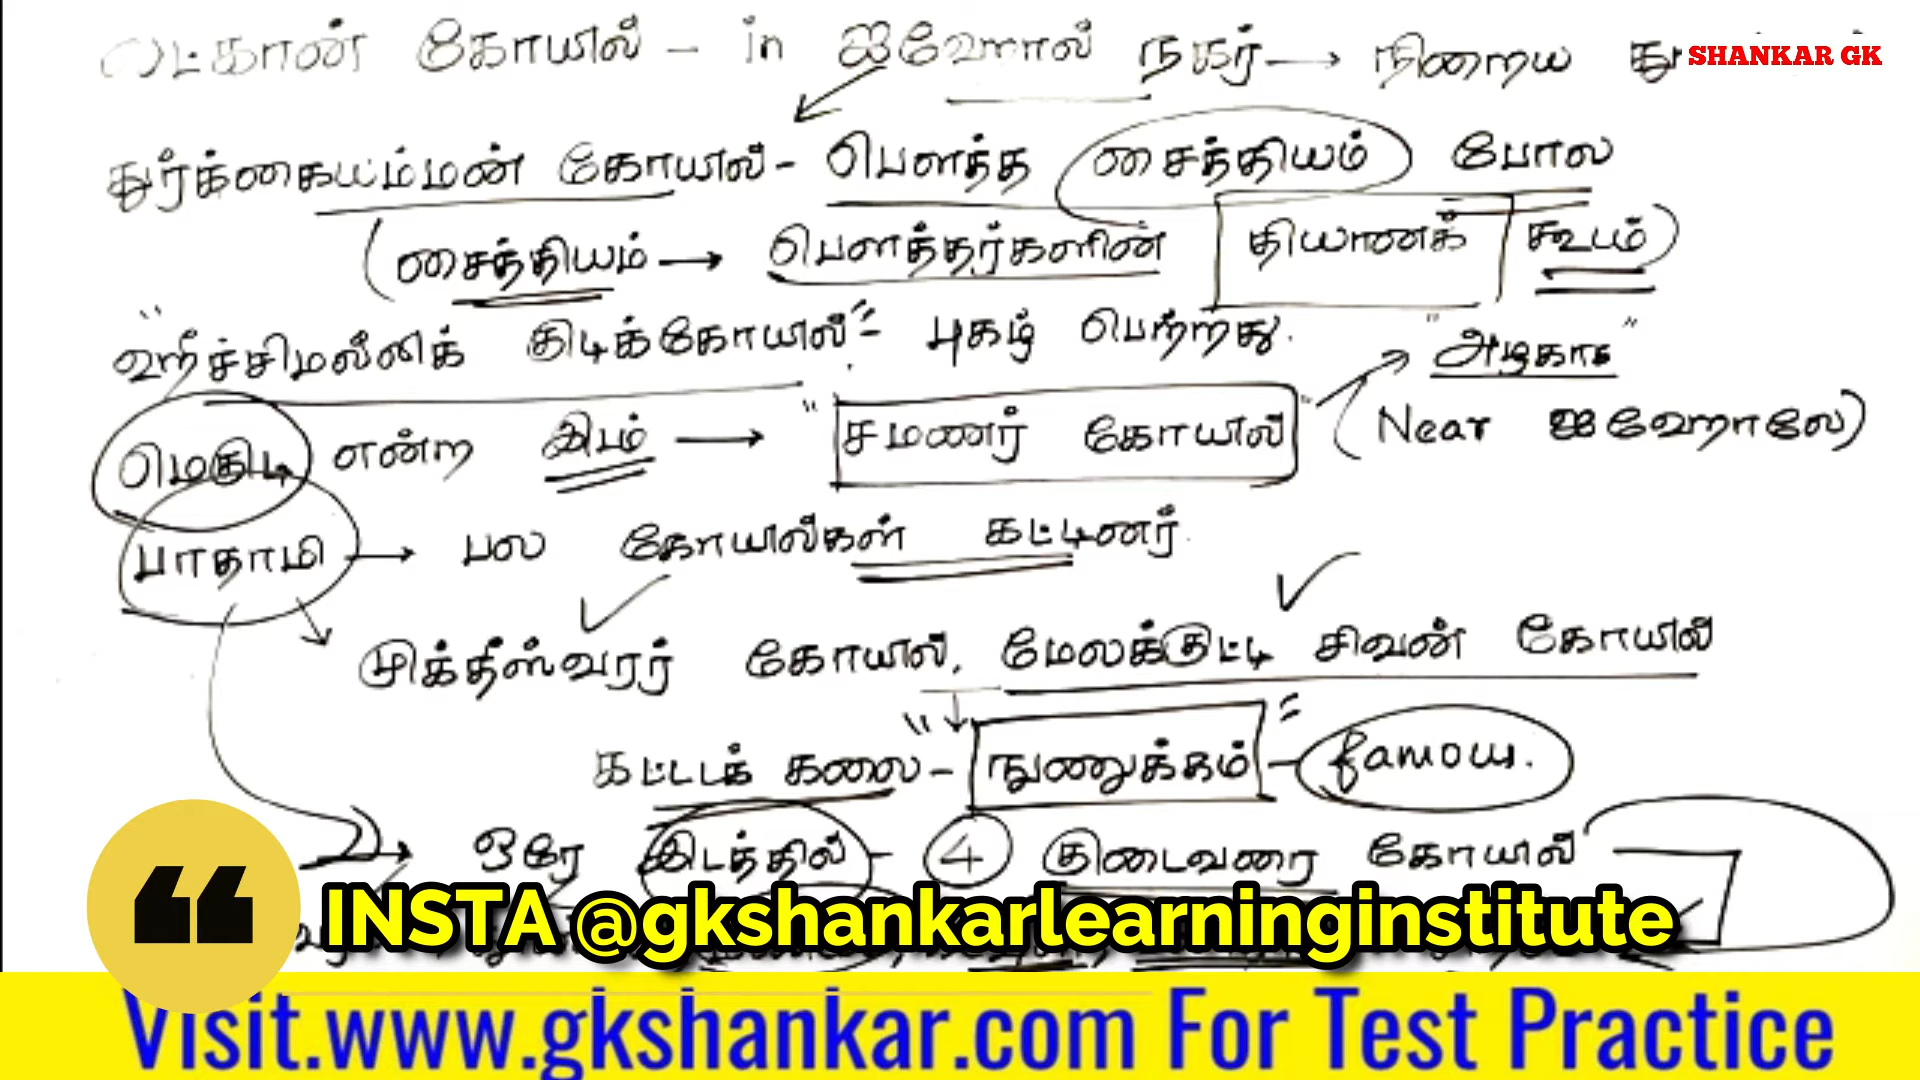 லட்கான் கோயில் - in ஐஹோல் நகர் → நிறைய
SHANKAR GK
துர்க்கையம்மன் கோயில் - பௌத்த சைத்தியம் போல
(சைத்தியம் → பௌத்தர்களின் தியானக் கூடம்)
"ஹரீச்சிமல்லிக் குடிக்கோயில்" - புகழ் பெற்றது.
"அழகாக"
மெகுடி என்ற இடம் → "சமணர் கோயில்" (Near ஐஹோலே)
பாதாமி → பல கோயில்கள் கட்டினர்.
முக்தீஸ்வரர் கோயில், மேலக்குட்டி சிவன் கோயில்
கட்டடக் கலை - "நுணுக்கம்" - famous.
ஒரே இடத்தில் - 4 குடைவரை கோயில்
INSTA @gkshankarlearninginstitute
Visit.www.gkshankar.com For Test Practice